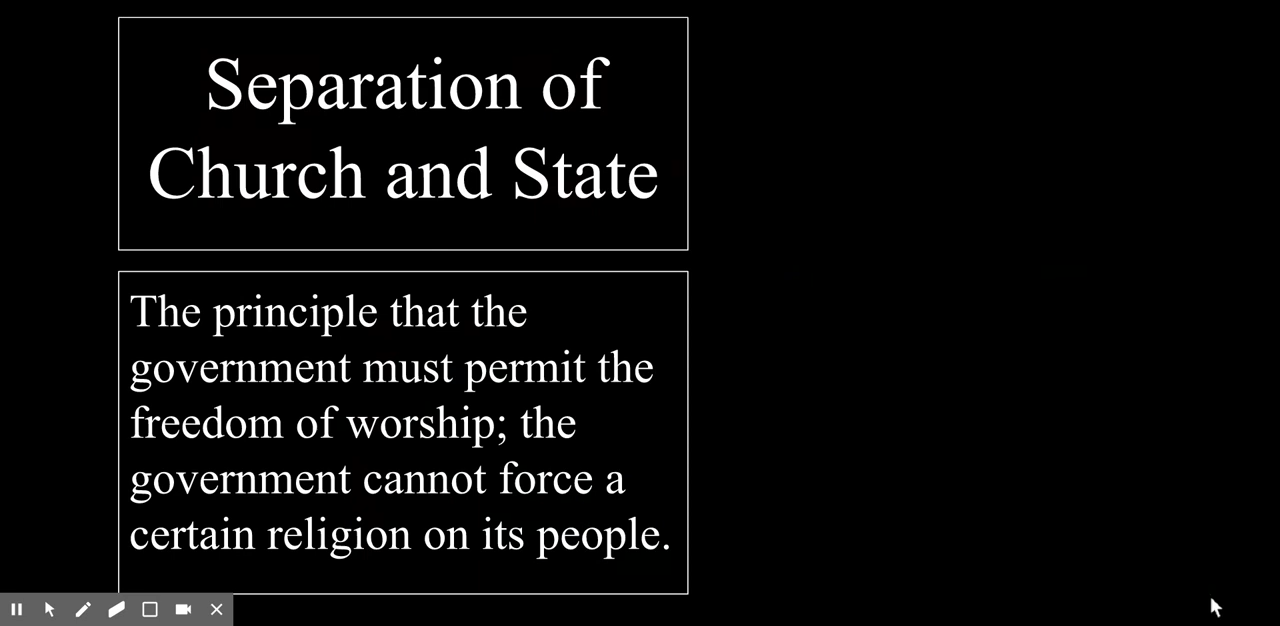 Separation of
Church and State
The principle that the
government must permit the
freedom of worship; the
government cannot force a
certain religion on its people.